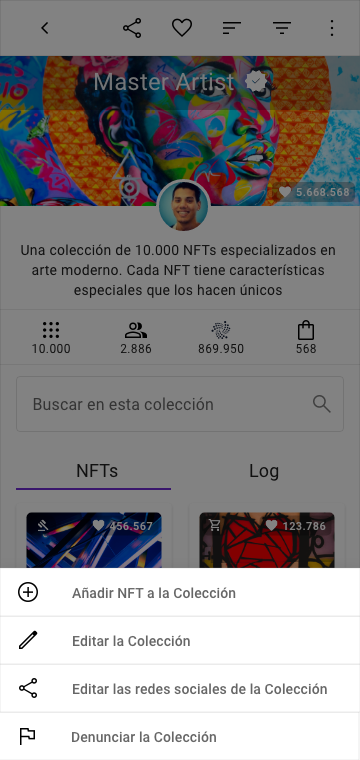 Master Artist
5.668.568
Una colección de 10.000 NFTs especializados en
arte moderno. Cada NFT tiene características
especiales que los hacen únicos
10.000 2.886 869.950 568
Buscar en esta colección
NFTs Log
456.567 123.786
Añadir NFT a la Colección
Editar la Colección
Editar las redes sociales de la Colección
Denunciar la Colección